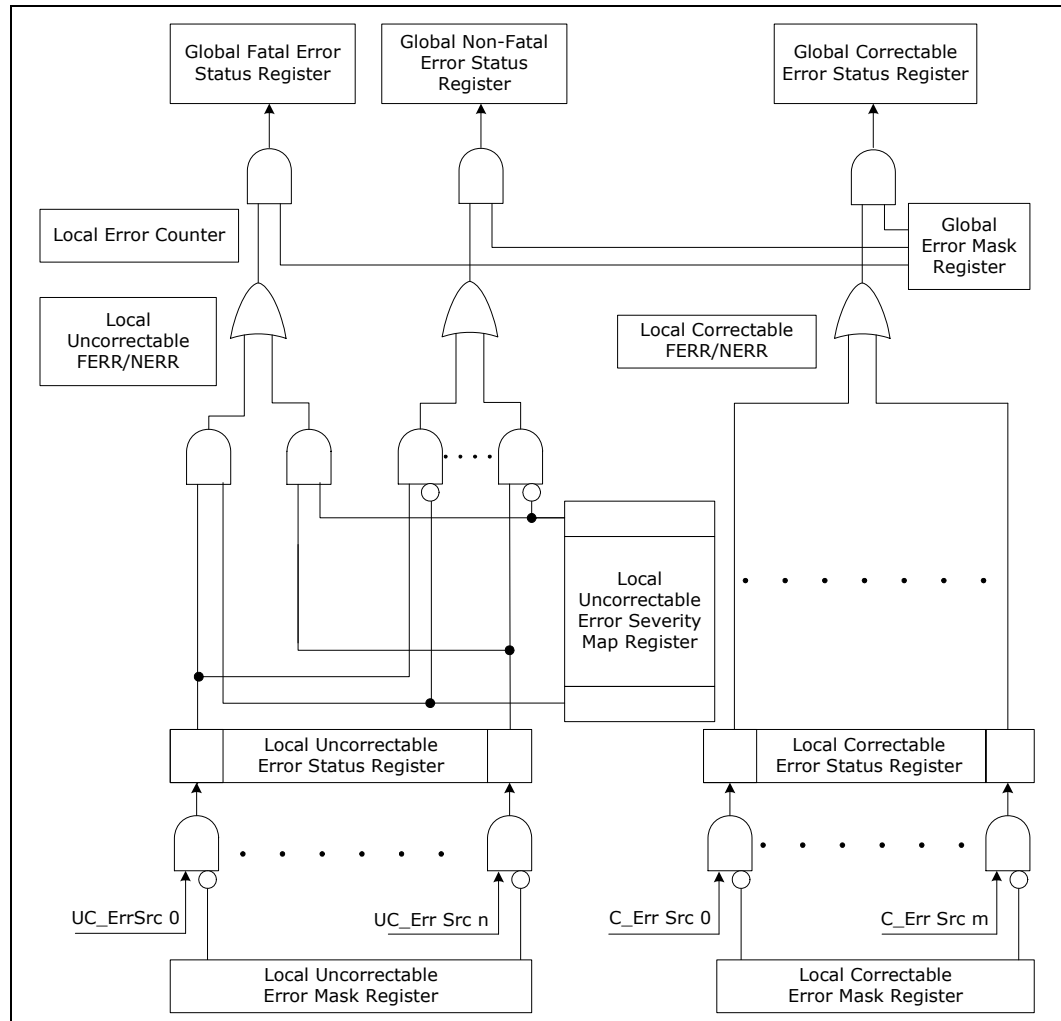 Global Fatal Error
Status Register
Global Non-Fatal
Error Status
Register
Global Correctable
Error Status Register
Local Error Counter
Global
Error Mask
Register
Local
Uncorrectable
FERR/NERR
Local Correctable
FERR/NERR
Local
Uncorrectable
Error Severity
Map Register
Local Uncorrectable
Error Status Register
Local Correctable
Error Status Register
UC_ErrSrc 0
UC_Err Src n
C_Err Src 0
C_Err Src m
Local Uncorrectable
Error Mask Register
Local Correctable
Error Mask Register